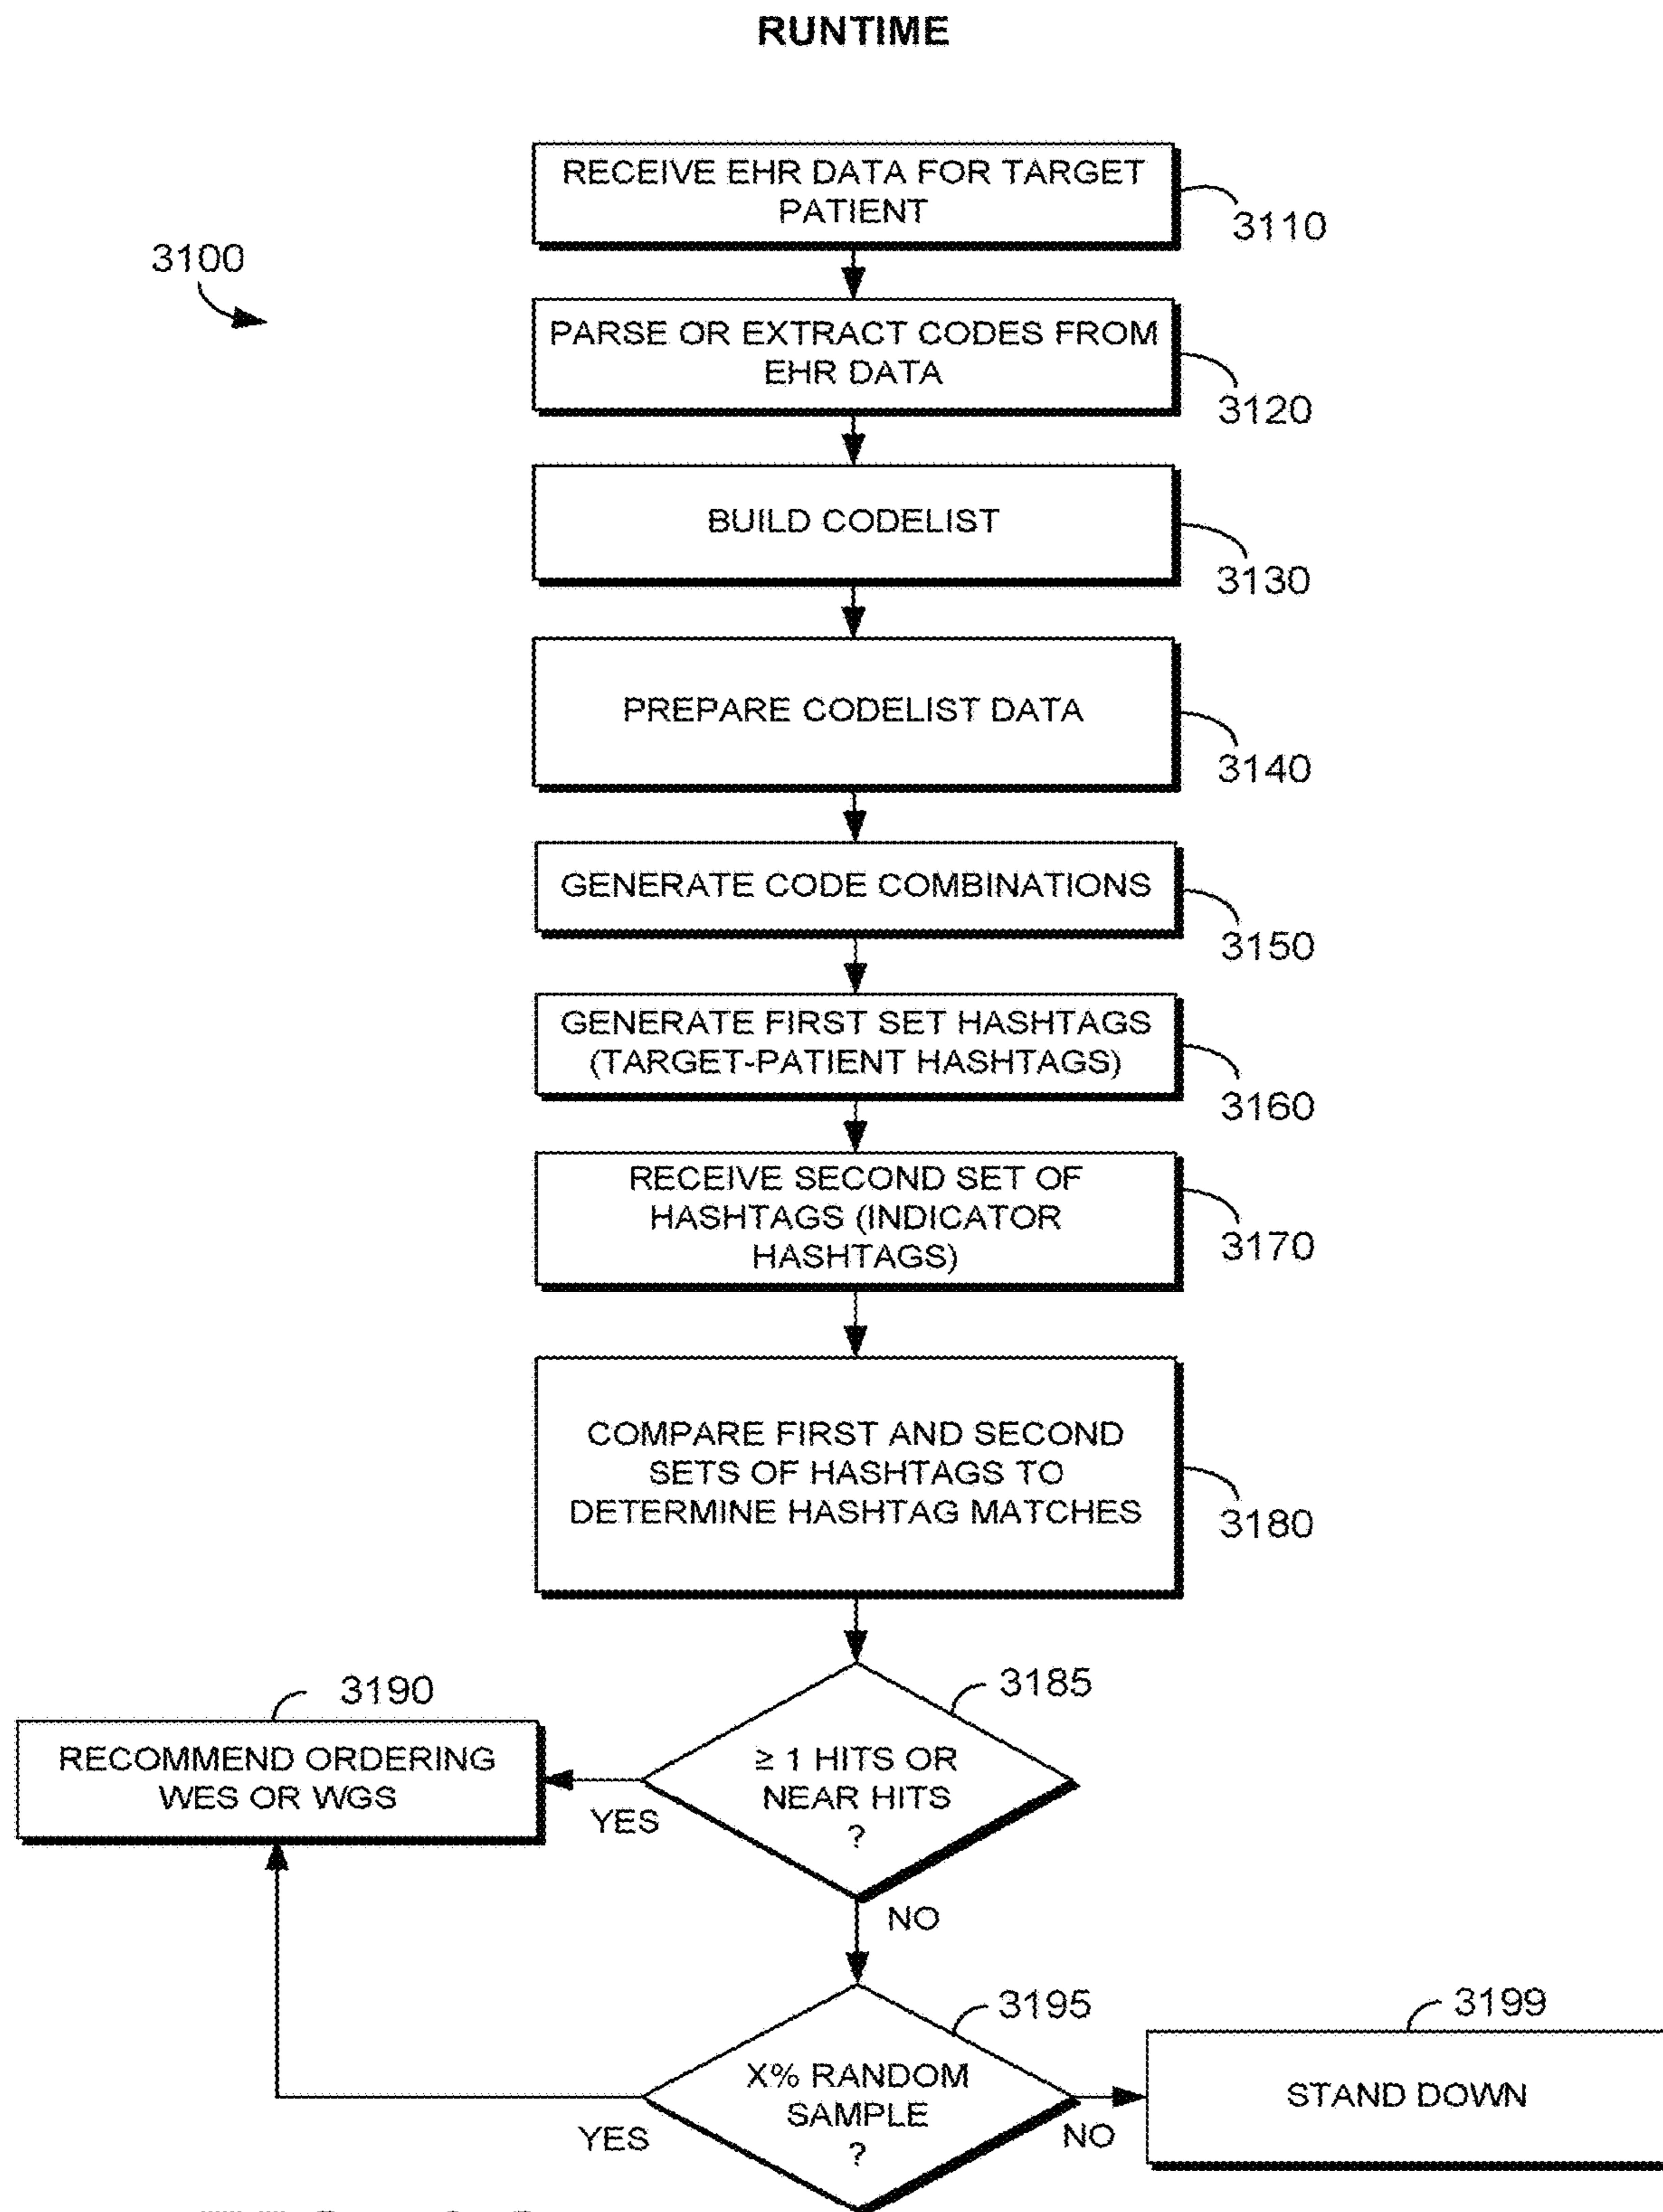 RUNTIME
RECEIVE EHR DATA FOR TARGET
PATIENT
3110
3100
PARSE OR EXTRACT CODES FROM
EHR DATA
3120
BUILD CODELIST
3130
PREPARE CODELIST DATA
3140
GENERATE CODE COMBINATIONS
3150
GENERATE FIRST SET HASHTAGS
(TARGET-PATIENT HASHTAGS)
3160
RECEIVE SECOND SET OF
HASHTAGS (INDICATOR
HASHTAGS)
3170
COMPARE FIRST AND SECOND
SETS OF HASHTAGS TO
DETERMINE HASHTAG MATCHES
3180
3185
≥ 1 HITS OR
NEAR HITS
?
YES
NO
3190
RECOMMEND ORDERING
WES OR WGS
3195
X% RANDOM
SAMPLE
?
YES
NO
3199
STAND DOWN